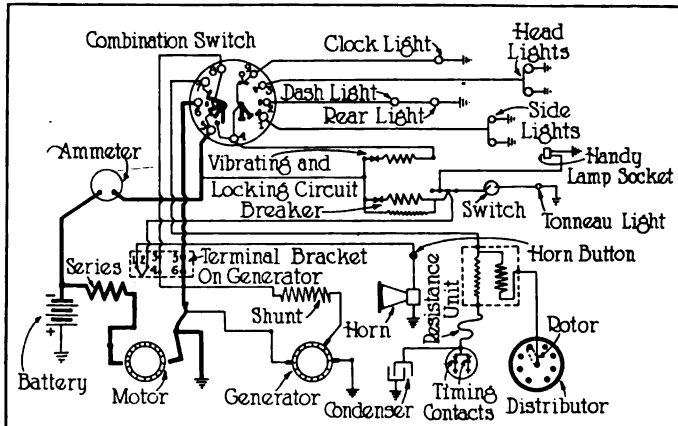 Combination Switch
Clock Light
Head
Lights
Dash Light
Rear Light
Side
Lights
Ammeter
Vibrating and
Locking Circuit
Breaker
Handy
Lamp Socket
Switch
Tonneau Light
Terminal Bracket
On Generator
Horn Button
Series
Shunt
Horn
Resistance
Unit
Rotor
Battery
Motor
Generator
Condenser
Timing
Contacts
Distributor